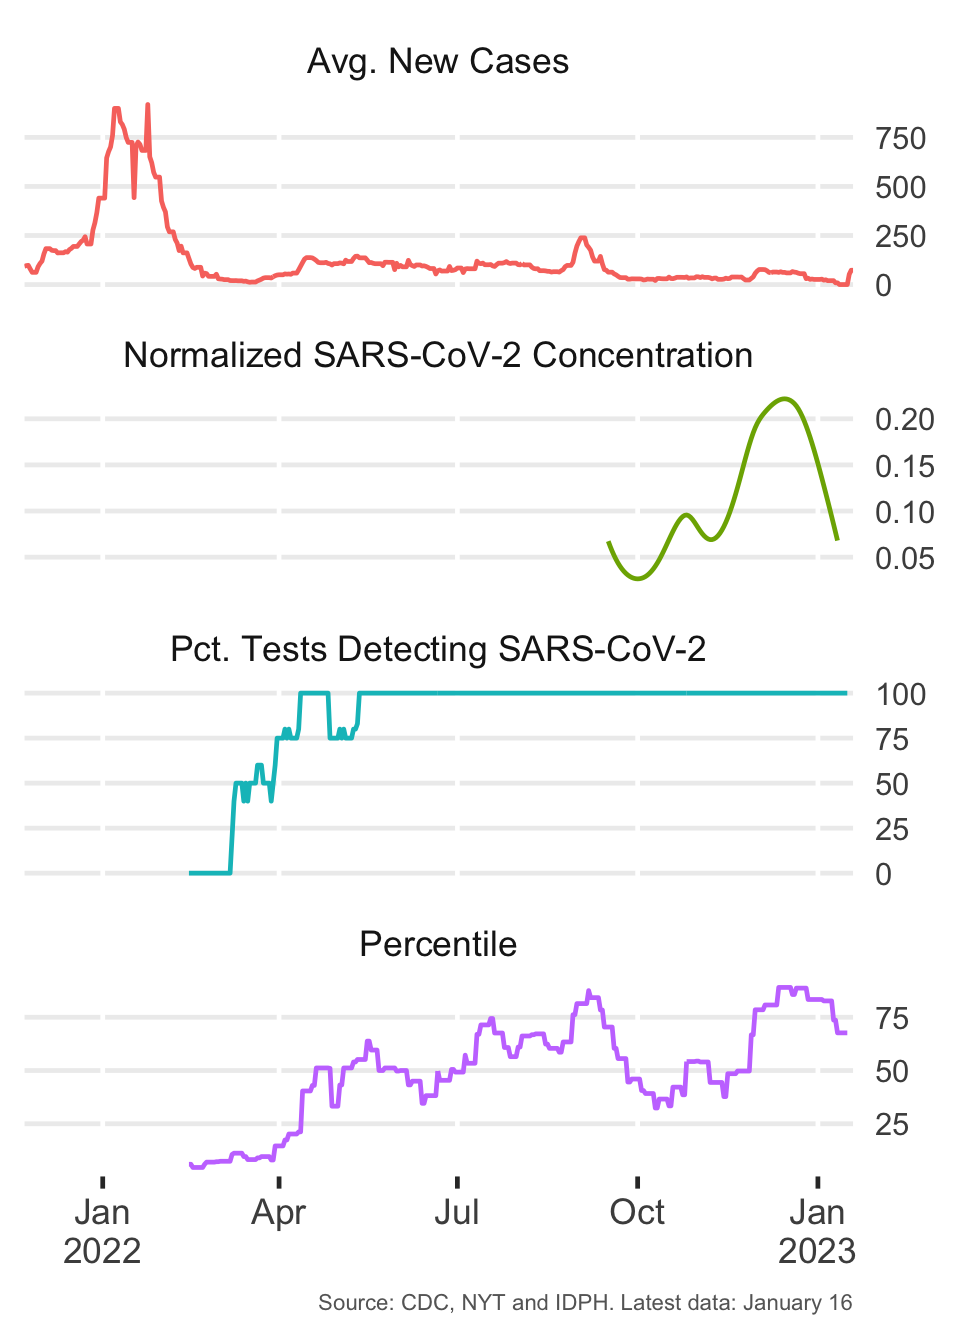 Avg. New Cases
750
500
250
0
Normalized SARS-CoV-2 Concentration
0.20
0.15
0.10
0.05
Pct. Tests Detecting SARS-CoV-2
100
75
50
25
0
Percentile
75
50
25
Jan Apr Jul Oct Jan
2022 2023
Source: CDC, NYT and IDPH. Latest data: January 16